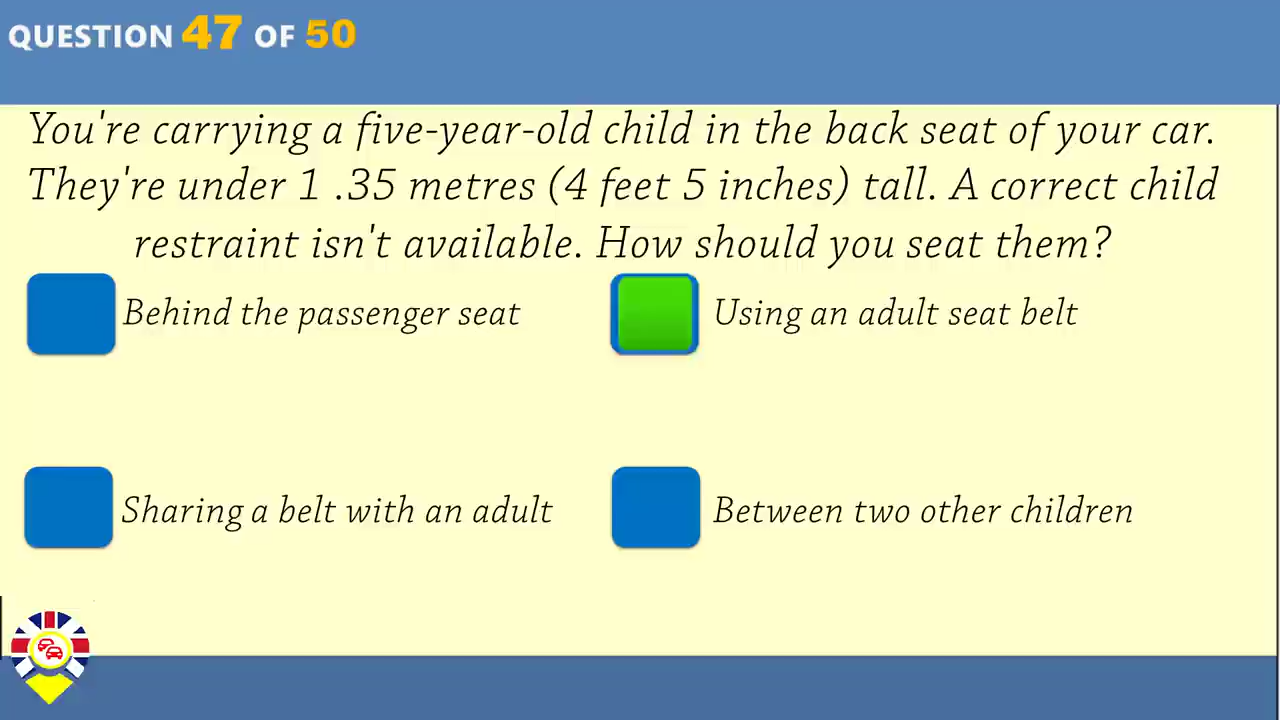 QUESTION 47 OF 50
You're carrying a five-year-old child in the back seat of your car.
They're under 1 .35 metres (4 feet 5 inches) tall. A correct child
restraint isn't available. How should you seat them?
Behind the passenger seat
Using an adult seat belt
Sharing a belt with an adult
Between two other children